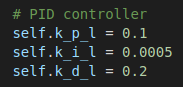 # PID controller
self.k_p_l = 0.1
self.k_i_l = 0.0005
self.k_d_l = 0.2